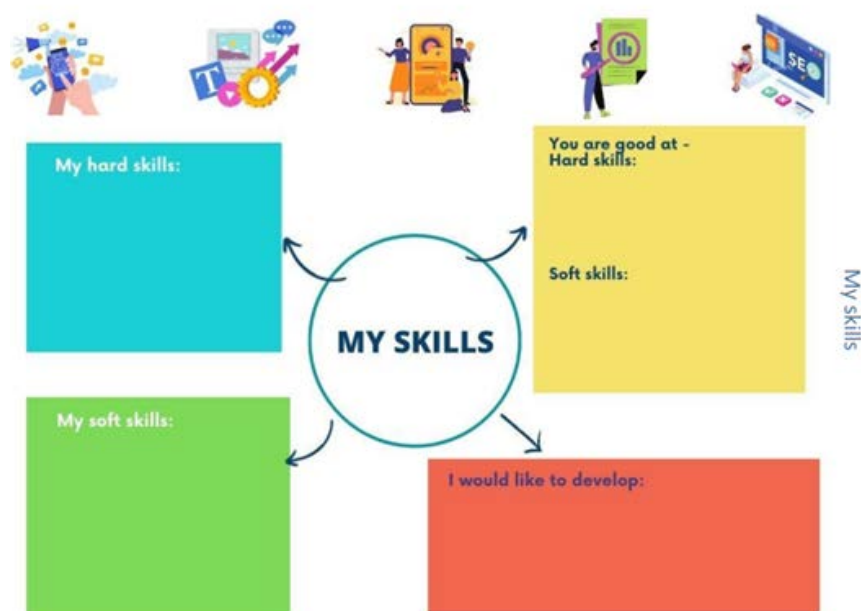 T
SEO
My hard skills:
You are good at -
Hard skills:
Soft skills:
MY SKILLS
My skills
My soft skills:
I would like to develop: